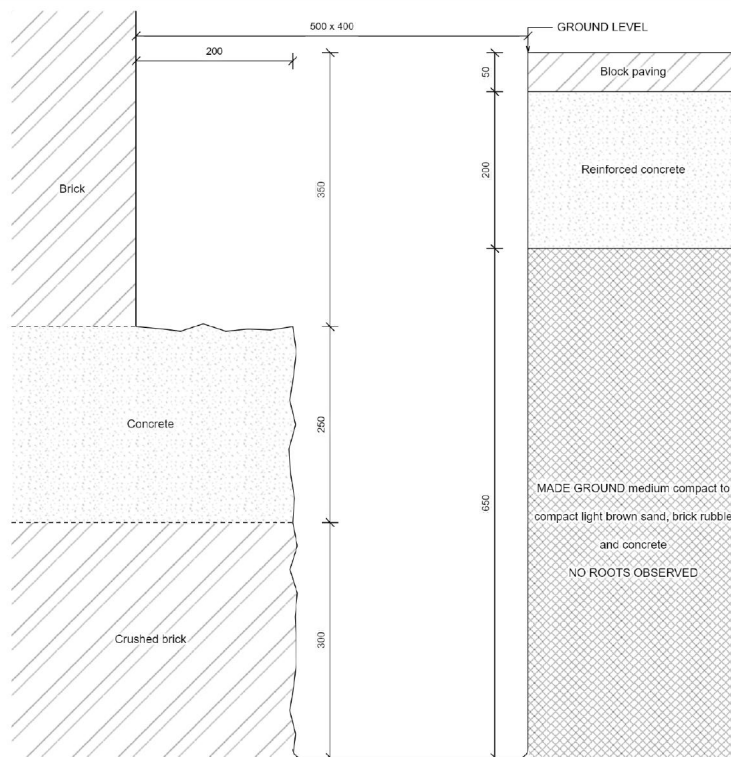 500 x 400
GROUND LEVEL
200
50
Block paving
Reinforced concrete
200
Brick
350
Concrete
250
MADE GROUND medium compact to
compact light brown sand, brick rubble
and concrete
NO ROOTS OBSERVED
650
Crushed brick
300